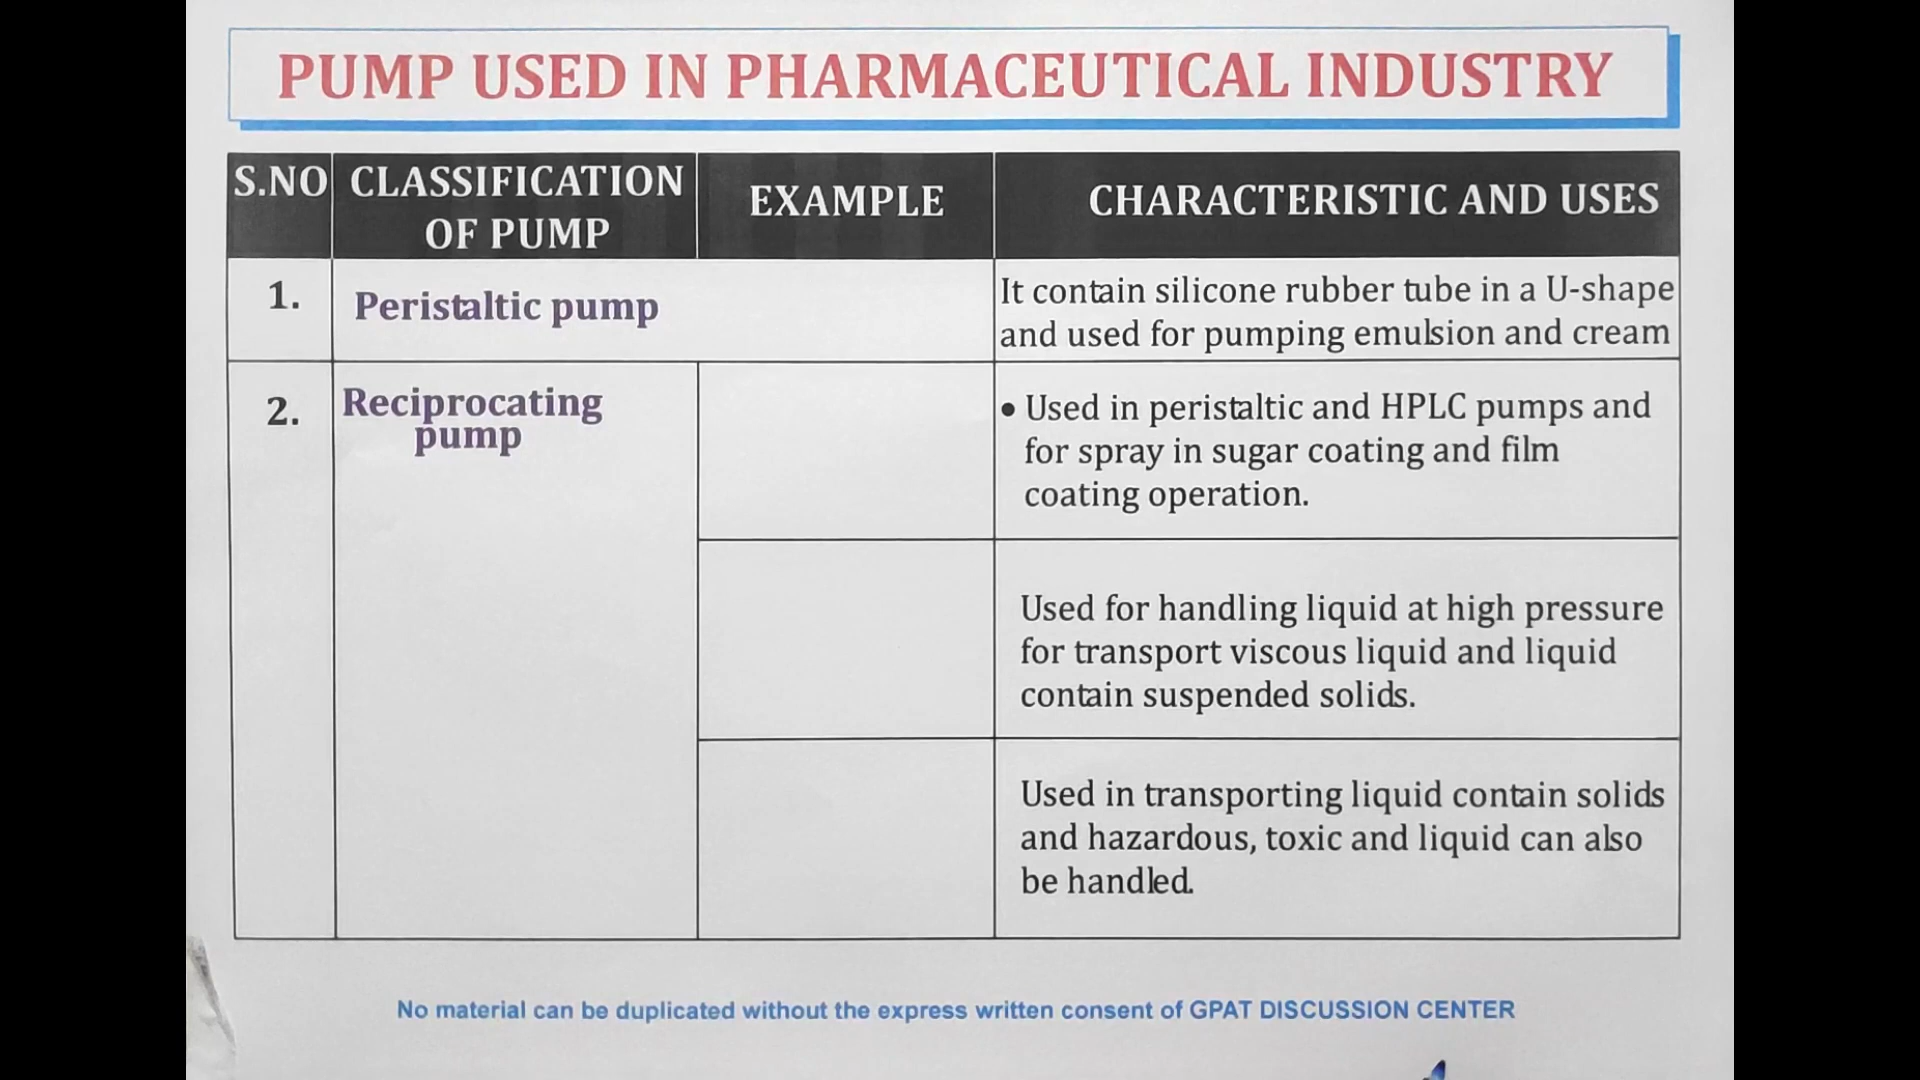 PUMP USED IN PHARMACEUTICAL INDUSTRY
S.NO
CLASSIFICATION
OF PUMP
EXAMPLE
CHARACTERISTIC AND USES
1.
Peristaltic pump
It contain silicone rubber tube in a U-shape
and used for pumping emulsion and cream
2.
Reciprocating
pump
• Used in peristaltic and HPLC pumps and
for spray in sugar coating and film
coating operation.
Used for handling liquid at high pressure
for transport viscous liquid and liquid
contain suspended solids.
Used in transporting liquid contain solids
and hazardous, toxic and liquid can also
be handled.
No material can be duplicated without the express written consent of GPAT DISCUSSION CENTER